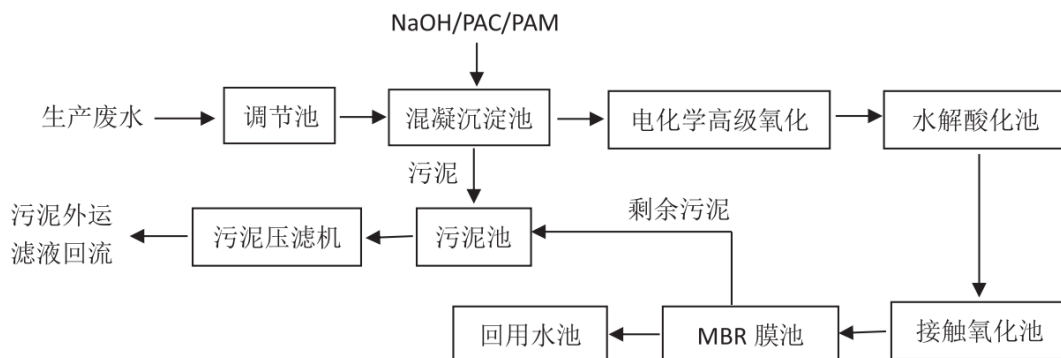 NaOH/PAC/PAM
生产废水
调节池
混凝沉淀池
电化学高级氧化
水解酸化池
污泥
剩余污泥
污泥外运
滤液回流
污泥压滤机
污泥池
回用水池
MBR 膜池
接触氧化池